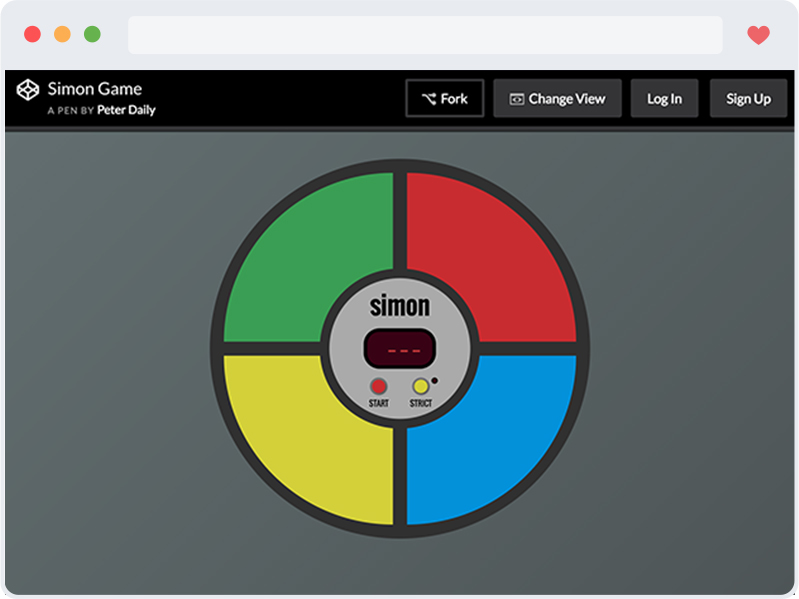 Simon Game
A PEN BY Peter Daily
Fork
Change View
Log In
Sign Up
simon
---
START
STRICT